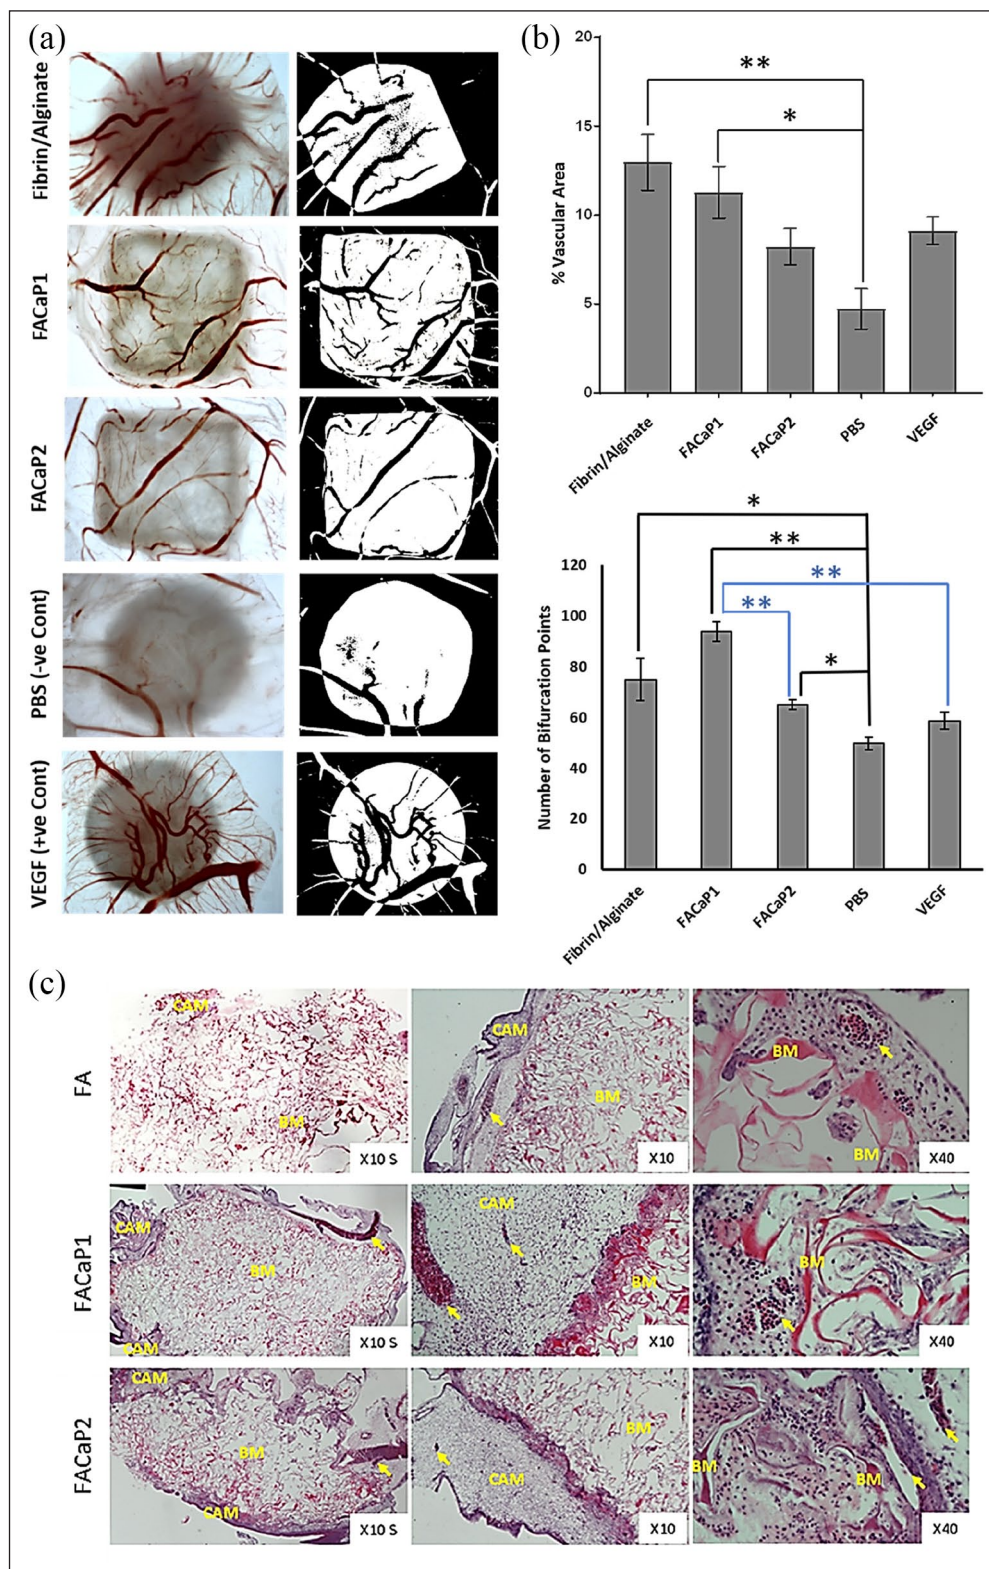 (a)
Fibrin/Alginate
FACaP1
FACaP2
PBS (-ve Cont)
VEGF (+ve Cont)
(b)
% Vascular Area
20
15
10
5
0
**
*
Fibrin/Alginate
FACaP1
FACaP2
PBS
VEGF
Number of Bifurcation Points
120
100
80
60
40
20
0
*
**
**
**
*
Fibrin/Alginate
FACaP1
FACaP2
PBS
VEGF
(c)
FA
CAM
BM
X10 S
CAM
BM
X10
BM
BM
X40
FACaP1
CAM
BM
CAM
X10 S
CAM
BM
X10
BM
X40
FACaP2
CAM
BM
CAM
X10 S
BM
CAM
X10
BM
BM
X40